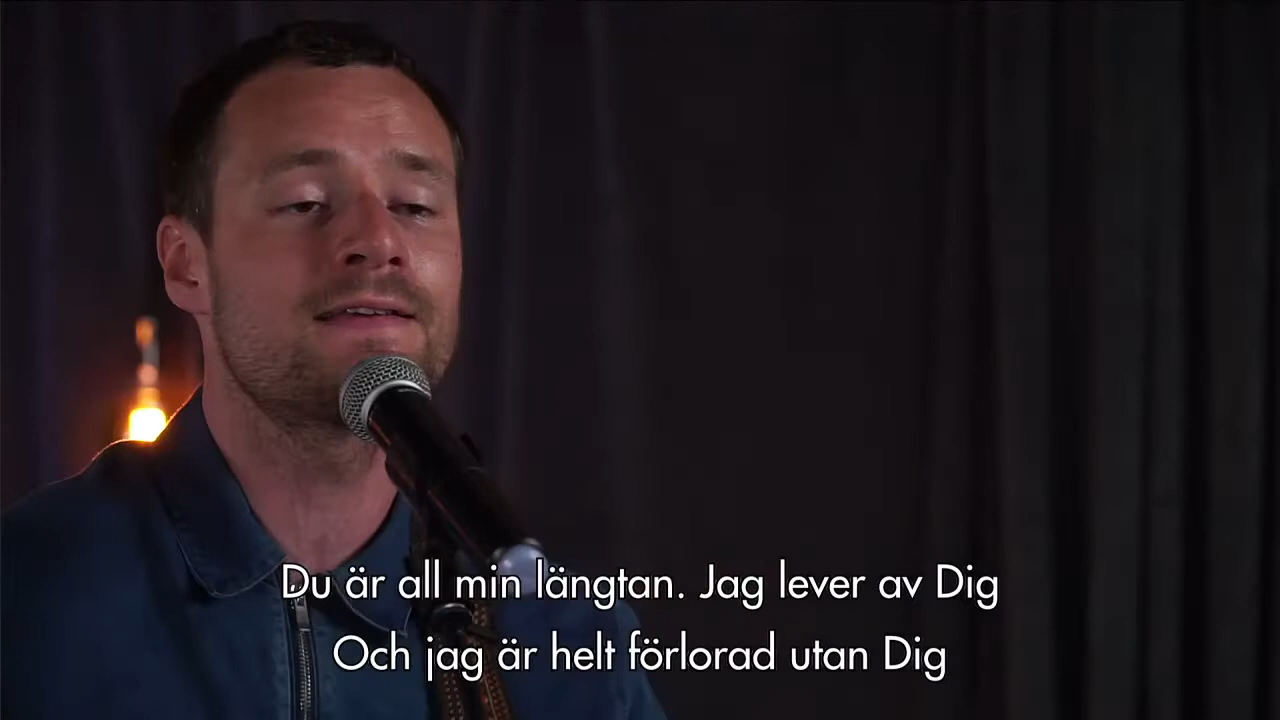 Du är all min längtan. Jag lever av Dig
Och jag är helt förlorad utan Dig